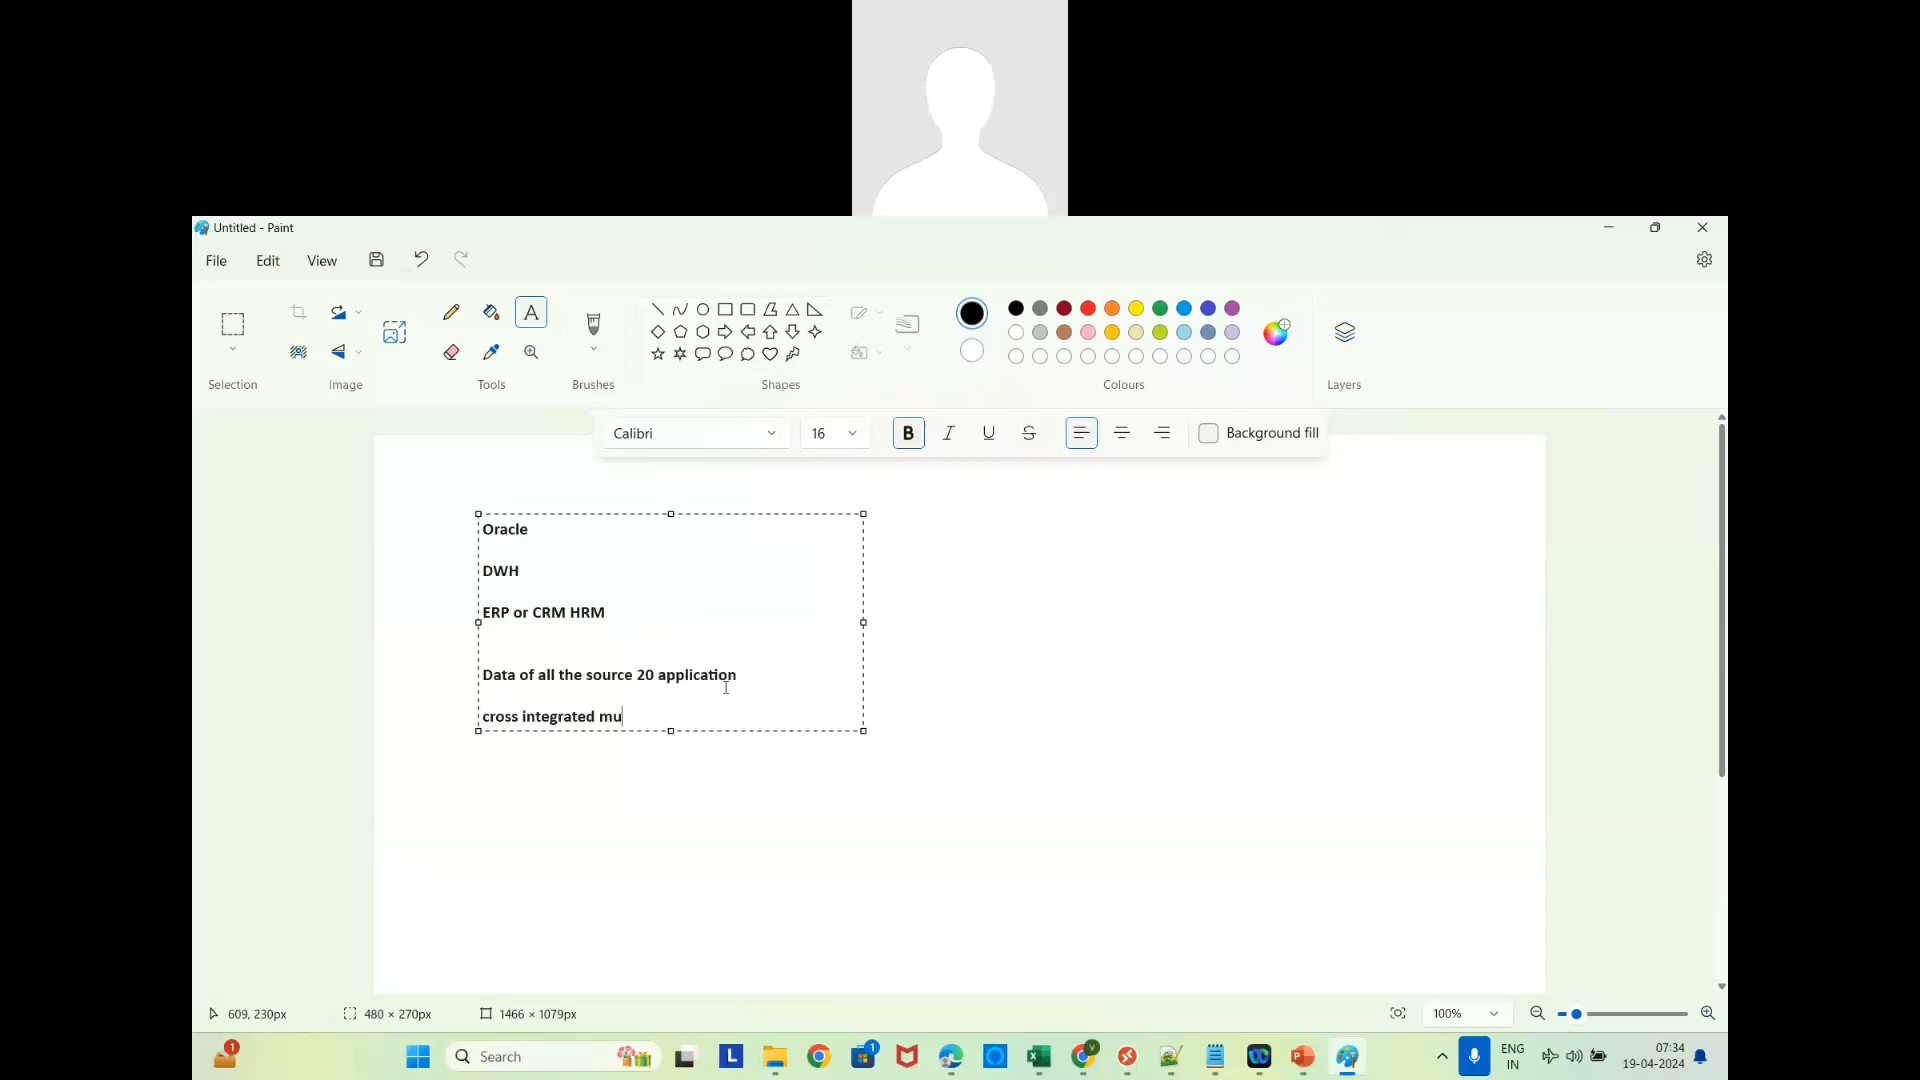 Untitled - Paint
File Edit View
Selection Image Tools Brushes Shapes Colours Layers
Calibri 16 B I U S Background fill
Oracle
DWH
ERP or CRM HRM
Data of all the source 20 application
cross integrated mu
609, 230px 480 × 270px 1466 × 1079px 100%
1 Search L 1 V P ENG 07:34
IN 19-04-2024